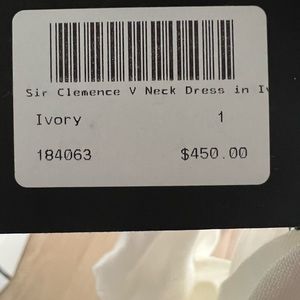 Sir Clemence V Neck Dress in
Ivory 1
184063 $450.00